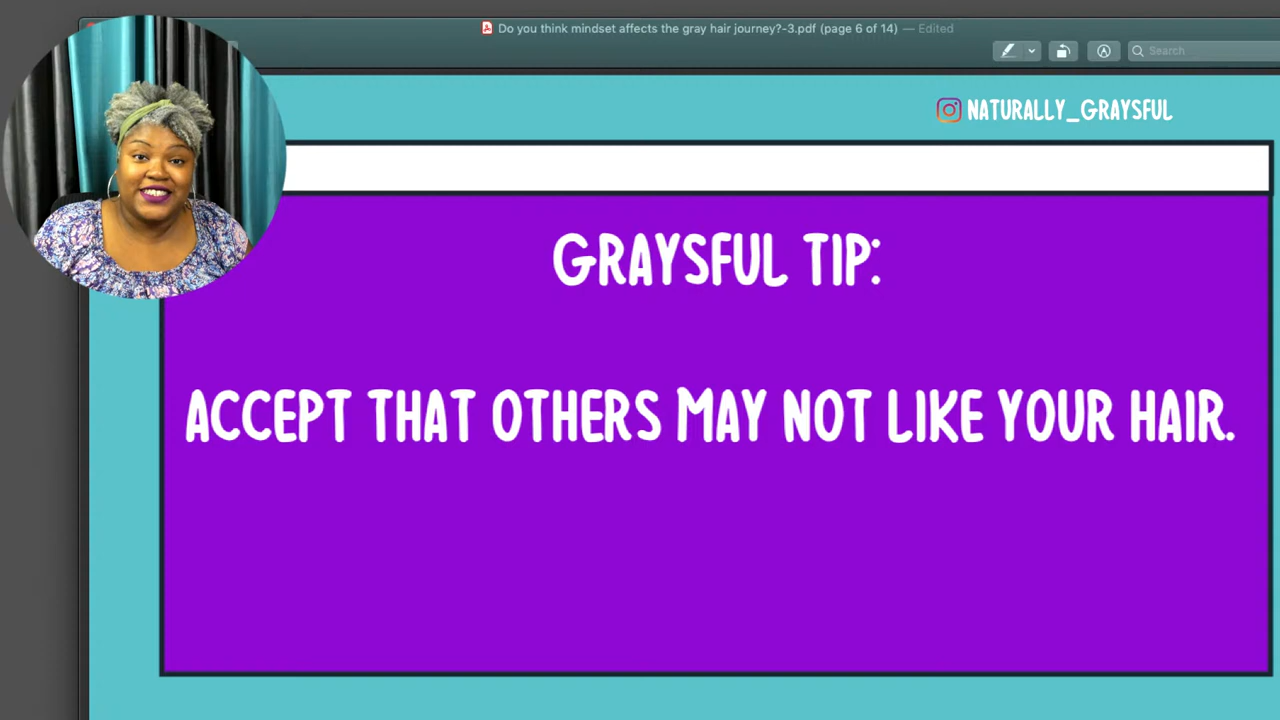 Do you think mindset affects the gray hair journey?-3.pdf (page 6 of 14) — Edited
Search
NATURALLY_GRAYSFUL
GRAYSFUL TIP:
ACCEPT THAT OTHERS MAY NOT LIKE YOUR HAIR.